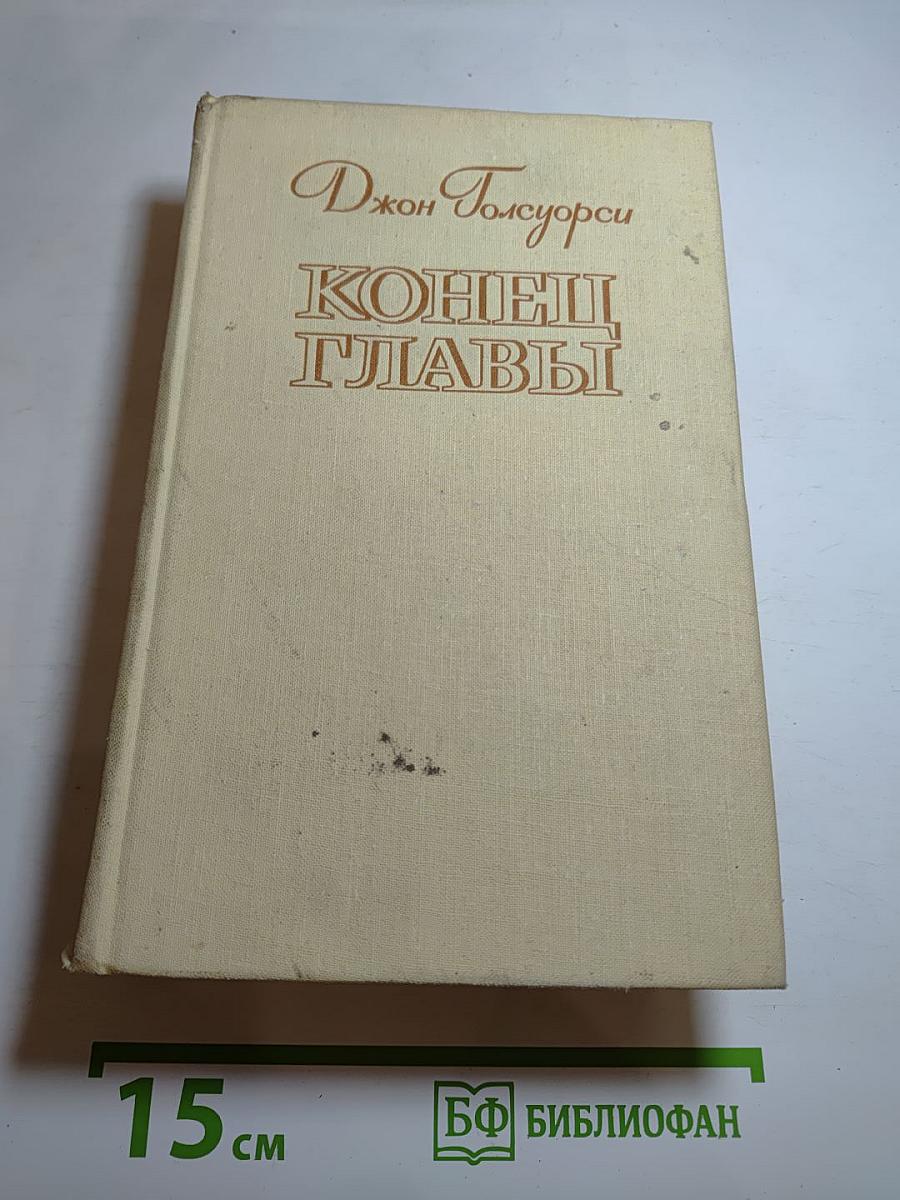 Джон Голсуорси
КОНЕЦ
ГЛАВЫ
15 см
БФ БИБЛИОФАН